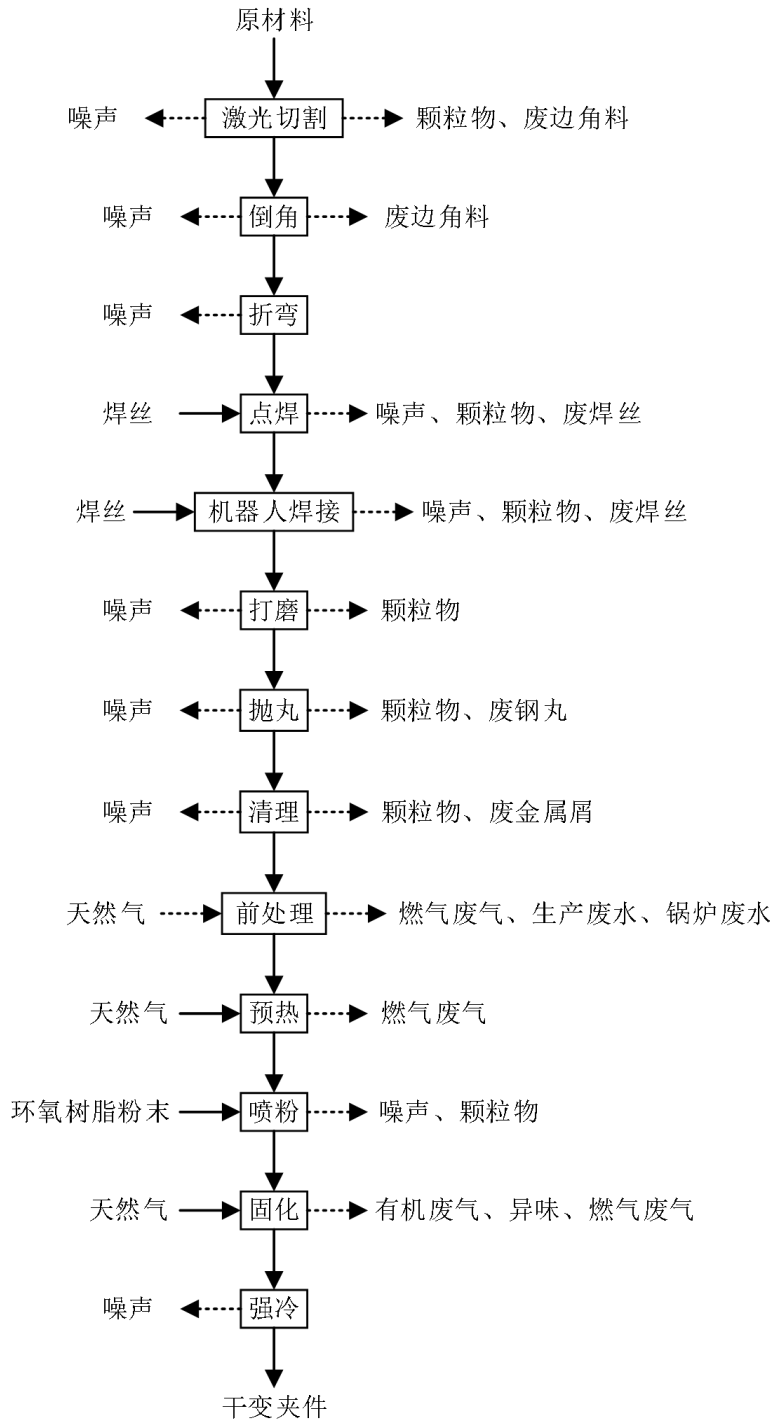 原材料
噪声 激光切割 颗粒物、废边角料
噪声 倒角 废边角料
噪声 折弯
焊丝 点焊 噪声、颗粒物、废焊丝
焊丝 机器人焊接 噪声、颗粒物、废焊丝
噪声 打磨 颗粒物
噪声 抛丸 颗粒物、废钢丸
噪声 清理 颗粒物、废金属屑
天然气 前处理 燃气废气、生产废水、锅炉废水
天然气 预热 燃气废气
环氧树脂粉末 喷粉 噪声、颗粒物
天然气 固化 有机废气、异味、燃气废气
噪声 强冷
干变夹件